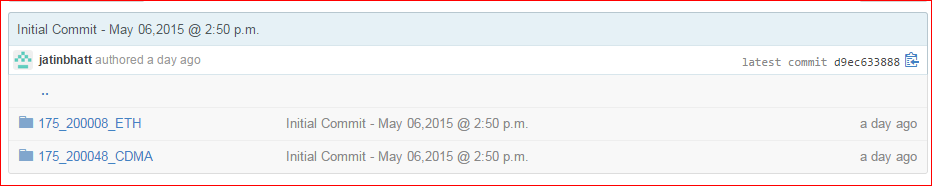 Initial Commit - May 06,2015 @ 2:50 p.m.
jatinbhatt authored a day ago latest commit d9ec633888
..
175_200008_ETH Initial Commit - May 06,2015 @ 2:50 p.m. a day ago
175_200048_CDMA Initial Commit - May 06,2015 @ 2:50 p.m. a day ago